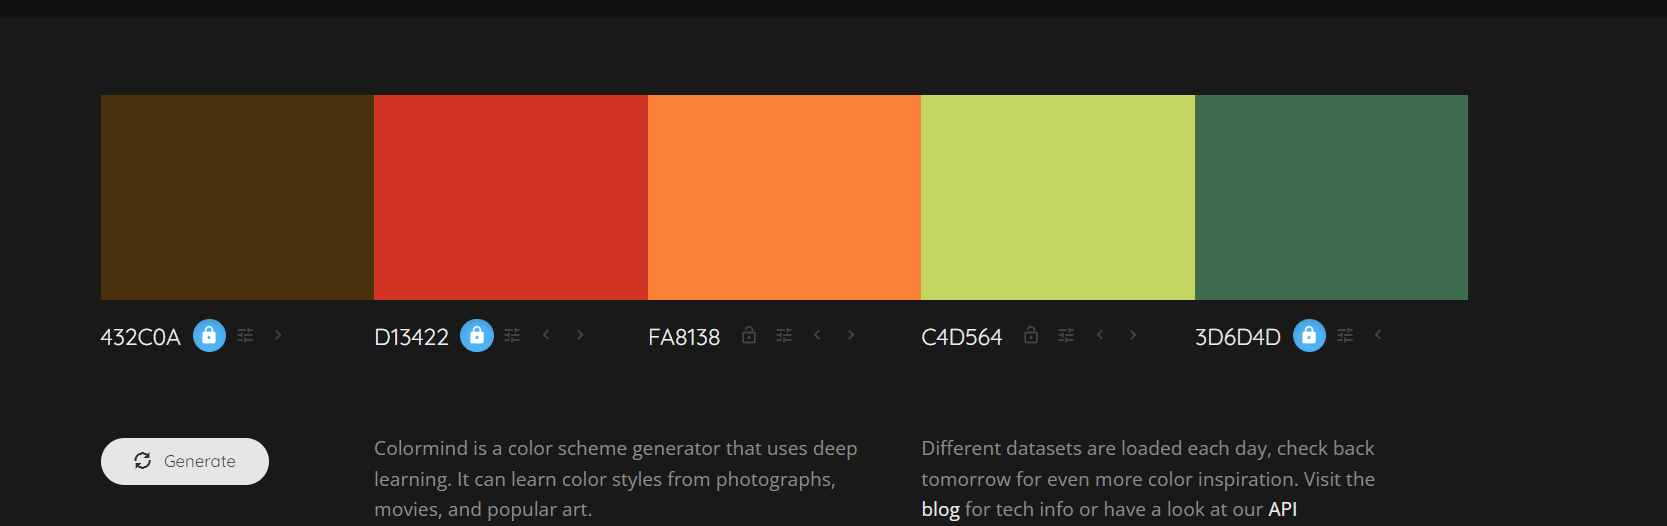 432C0A
D13422
FA8138
C4D564
3D6D4D
Generate
Colormind is a color scheme generator that uses deep
learning. It can learn color styles from photographs,
movies, and popular art.
Different datasets are loaded each day, check back
tomorrow for even more color inspiration. Visit the
blog for tech info or have a look at our API